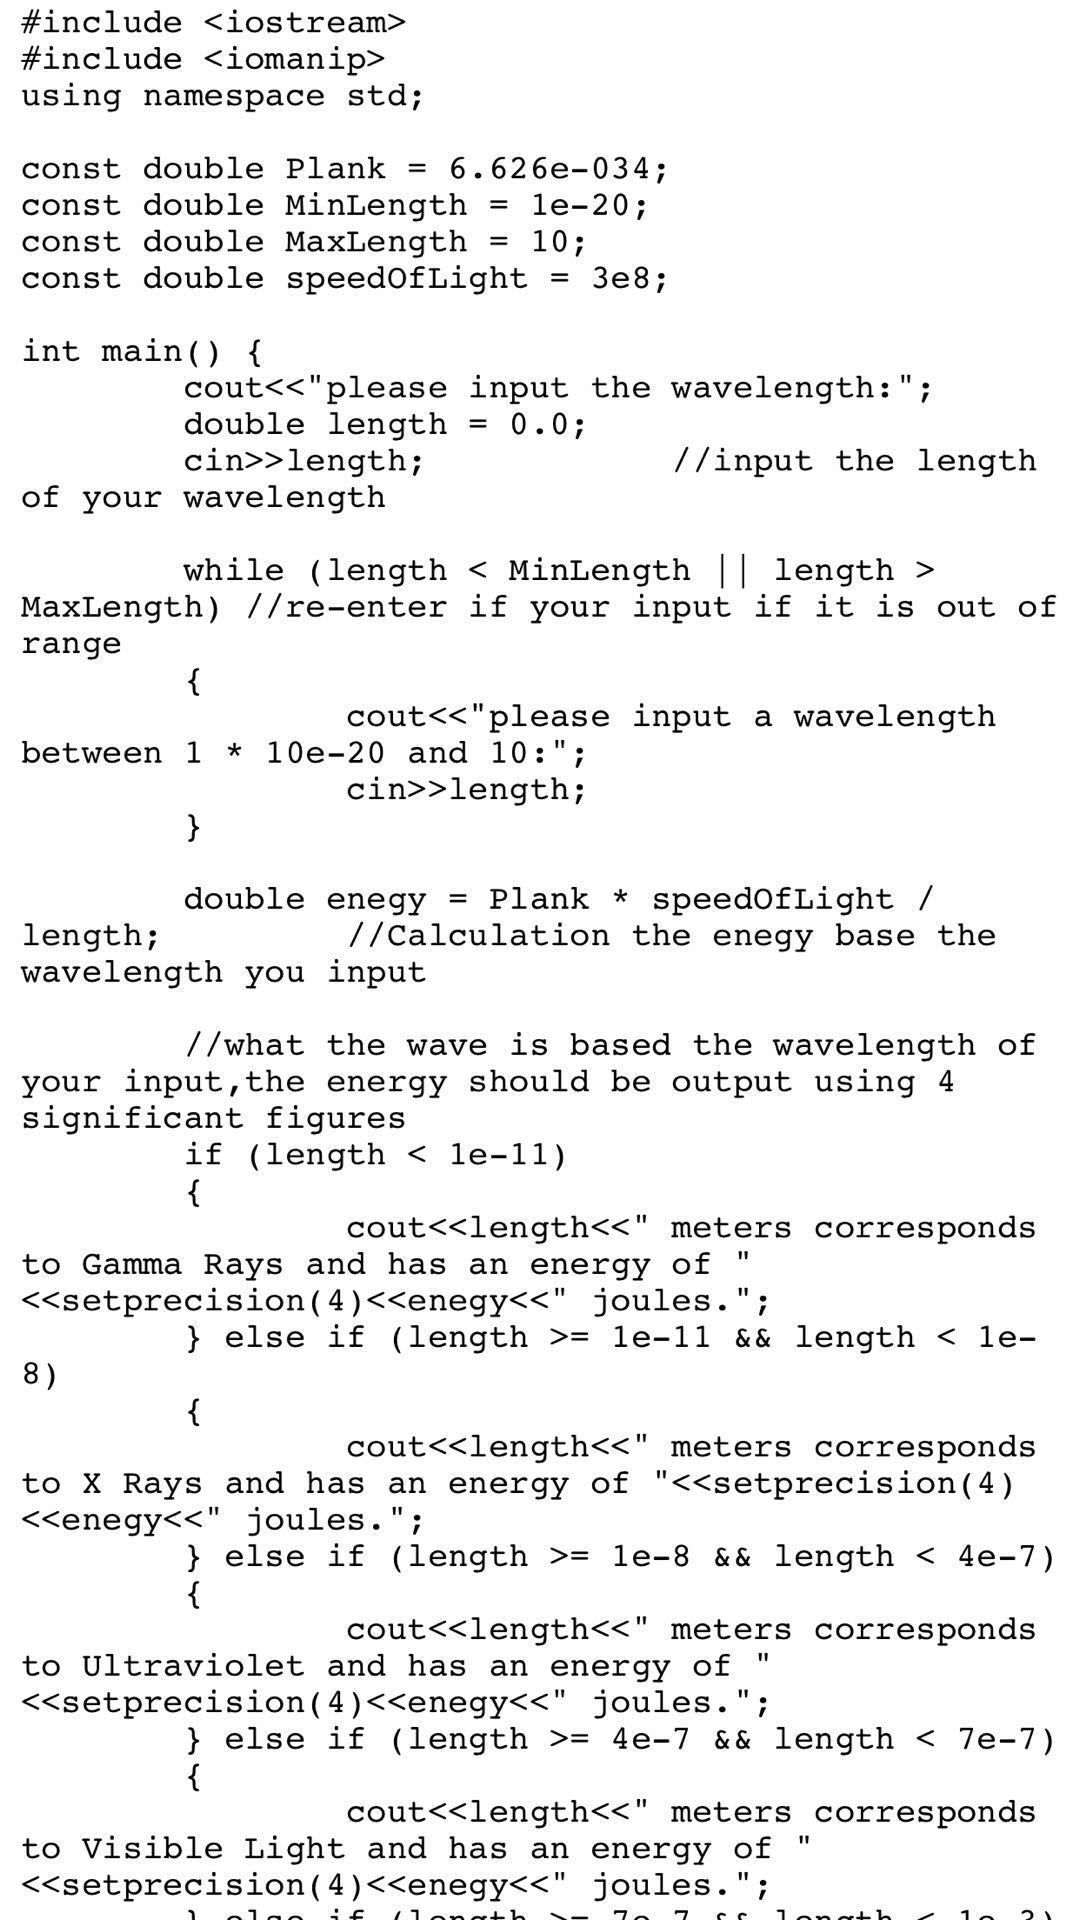 #include <iostream>
#include <iomanip>
using namespace std;
const double Plank = 6.626e-034;
const double MinLength = 1e-20;
const double MaxLength = 10;
const double speedOfLight = 3e8;
int main() {
cout<<"please input the wavelength:";
double length = 0.0;
cin>>length; //input the length
of your wavelength
while (length < MinLength || length >
MaxLength) //re-enter if your input if it is out of
range
{
cout<<"please input a wavelength
between 1 * 10e-20 and 10:";
cin>>length;
}
double enegy = Plank * speedOfLight /
length; //Calculation the enegy base the
wavelength you input
//what the wave is based the wavelength of
your input,the energy should be output using 4
significant figures
if (length < 1e-11)
{
cout<<length<<" meters corresponds
to Gamma Rays and has an energy of "
<<setprecision(4)<<enegy<<" joules.";
} else if (length >= 1e-11 && length < 1e-
8)
{
cout<<length<<" meters corresponds
to X Rays and has an energy of "<<setprecision(4)
<<enegy<<" joules.";
} else if (length >= 1e-8 && length < 4e-7)
{
cout<<length<<" meters corresponds
to Ultraviolet and has an energy of "
<<setprecision(4)<<enegy<<" joules.";
} else if (length >= 4e-7 && length < 7e-7)
{
cout<<length<<" meters corresponds
to Visible Light and has an energy of "
<<setprecision(4)<<enegy<<" joules.";
} else if (length >= 7e-7 && length < 1e-3)